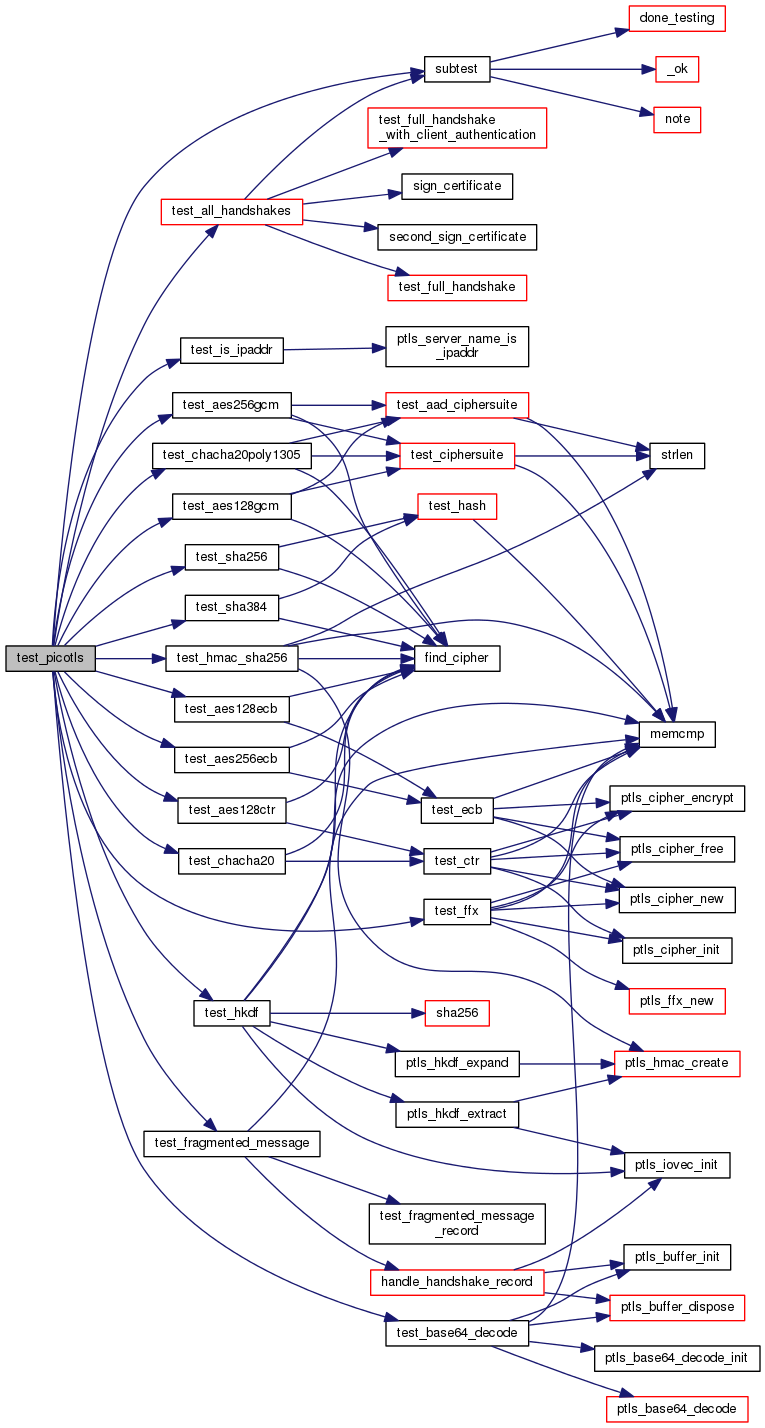 done_testing
subtest
_ok
note
test_full_handshake
_with_client_authentication
sign_certificate
test_all_handshakes
second_sign_certificate
test_full_handshake
test_is_ipaddr
ptls_server_name_is
_ipaddr
test_aes256gcm
test_aad_ciphersuite
test_chacha20poly1305
test_ciphersuite
strlen
test_aes128gcm
test_hash
test_sha256
test_sha384
test_picotls
test_hmac_sha256
find_cipher
test_aes128ecb
memcmp
test_aes256ecb
test_aes128ctr
test_ecb
ptls_cipher_encrypt
test_chacha20
test_ctr
ptls_cipher_free
test_ffx
ptls_cipher_new
ptls_cipher_init
ptls_ffx_new
test_hkdf
sha256
ptls_hkdf_expand
ptls_hmac_create
ptls_hkdf_extract
test_fragmented_message
ptls_iovec_init
test_fragmented_message
_record
ptls_buffer_init
handle_handshake_record
ptls_buffer_dispose
test_base64_decode
ptls_base64_decode_init
ptls_base64_decode